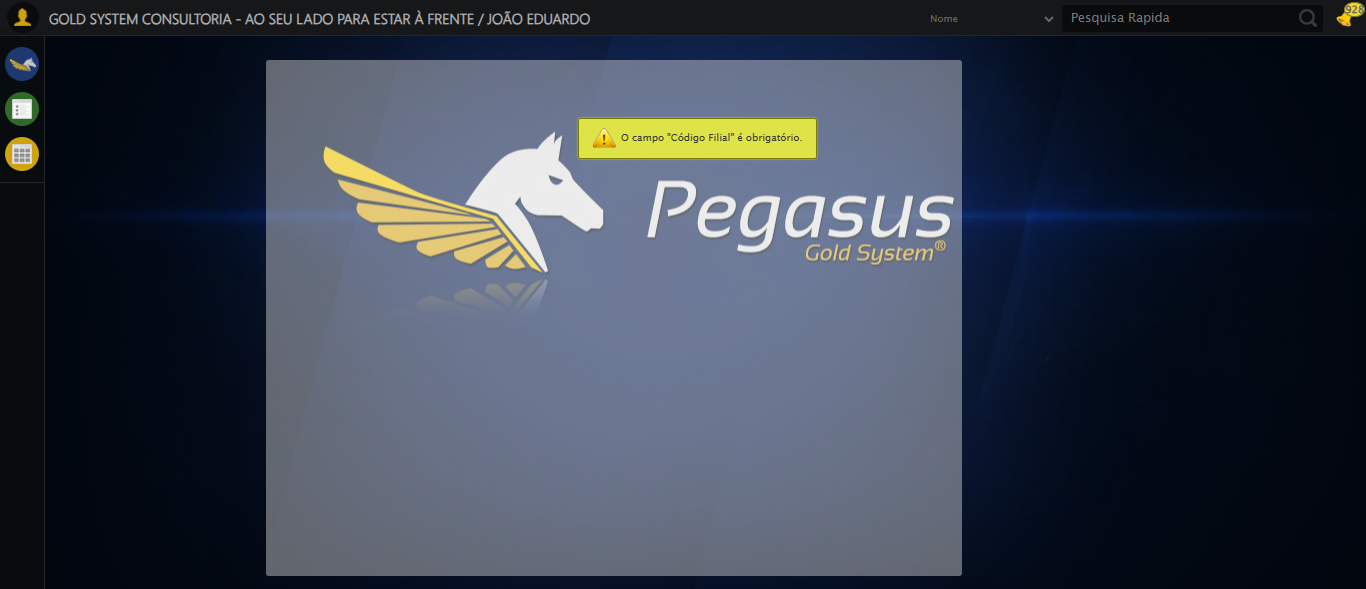 GOLD SYSTEM CONSULTORIA - AO SEU LADO PARA ESTAR À FRENTE / JOÃO EDUARDO
Nome
Pesquisa Rapida
928
O campo "Código Filial" é obrigatório.
Pegasus
Gold System®